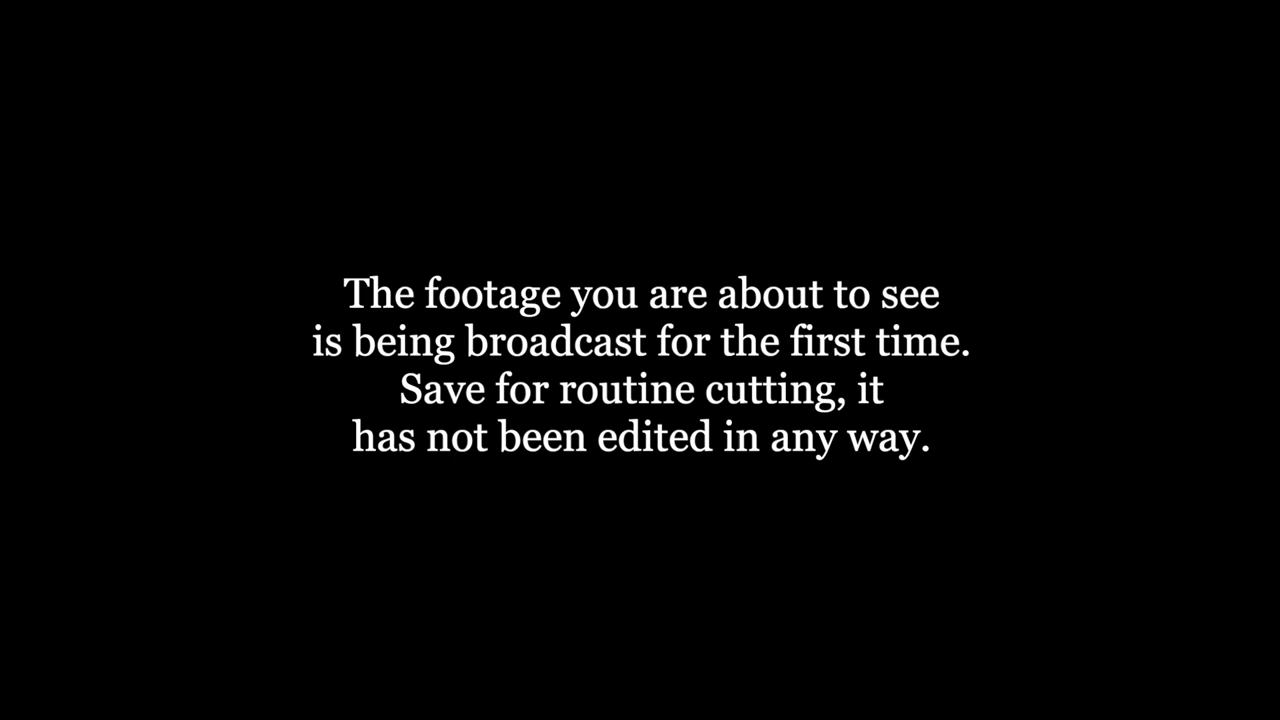 The footage you are about to see
is being broadcast for the first time.
Save for routine cutting, it
has not been edited in any way.